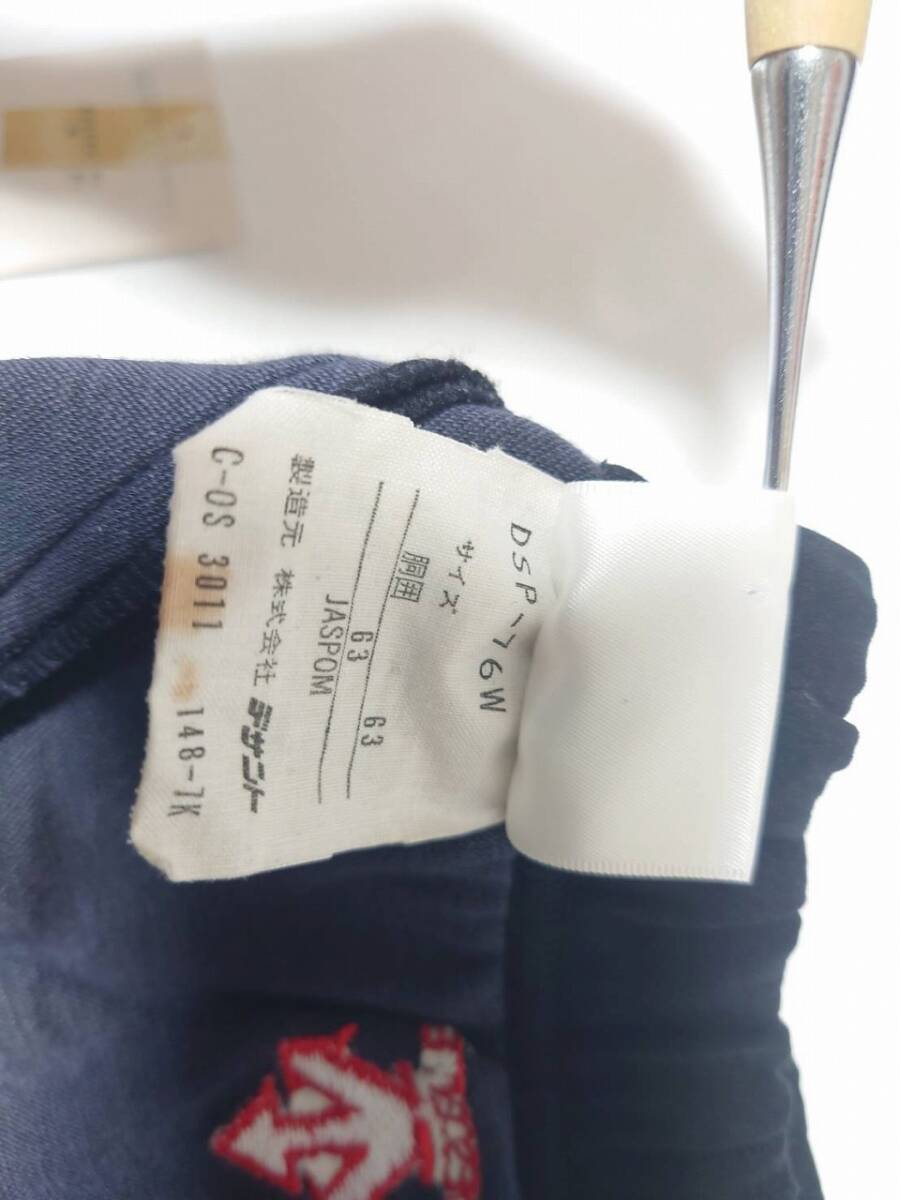 DSP-76W
サイズ 63
胴囲 63
JASPOM
製造元 株式会社 デサント
C-OS 3011 148-7K